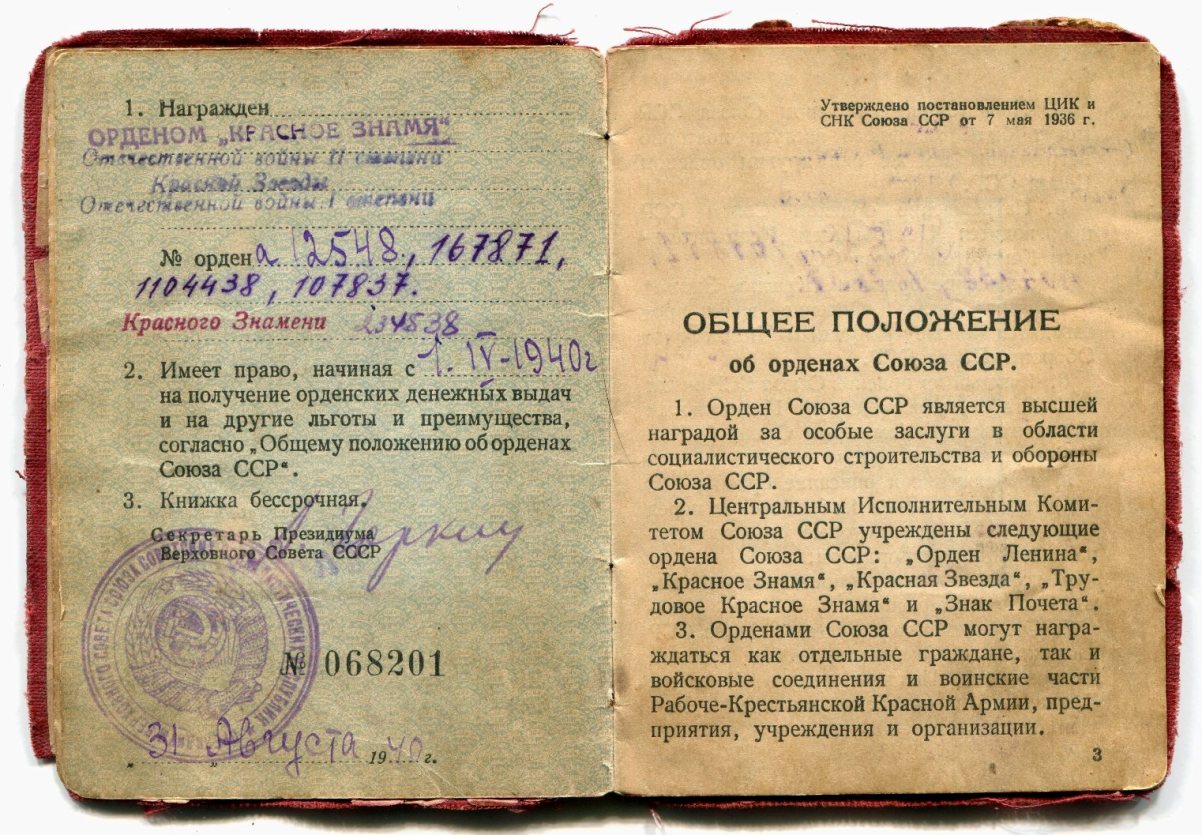 1. Награжден
ОРДЕНОМ „КРАСНОЕ ЗНАМЯ“
Отечественной войны II степени
Красной Звезды
Отечественной войны I степени
№ орденa 12548, 167871,
1104438, 107837.
Красного Знамени 234538
2. Имеет право, начиная с 1. IV-1940г
на получение орденских денежных выдач
и на другие льготы и преимущества,
согласно „Общему положению об орденах
Союза ССР“.
3. Книжка бессрочная.
Секретарь Президиума
Верховного Совета СССР
№ 068201
31 Августа 1940 г.
Утверждено постановлением ЦИК и
СНК Союза ССР от 7 мая 1936 г.
ОБЩЕЕ ПОЛОЖЕНИЕ
об орденах Союза ССР.
1. Орден Союза ССР является высшей
наградой за особые заслуги в области
социалистического строительства и обороны
Союза ССР.
2. Центральным Исполнительным Коми-
тетом Союза ССР учреждены следующие
ордена Союза ССР: „Орден Ленина“,
„Красное Знамя“, „Красная Звезда“, „Тру-
довое Красное Знамя“ и „Знак Почета“.
3. Орденами Союза ССР могут награ-
ждаться как отдельные граждане, так и
войсковые соединения и воинские части
Рабоче-Крестьянской Красной Армии, пред-
приятия, учреждения и организации.
3